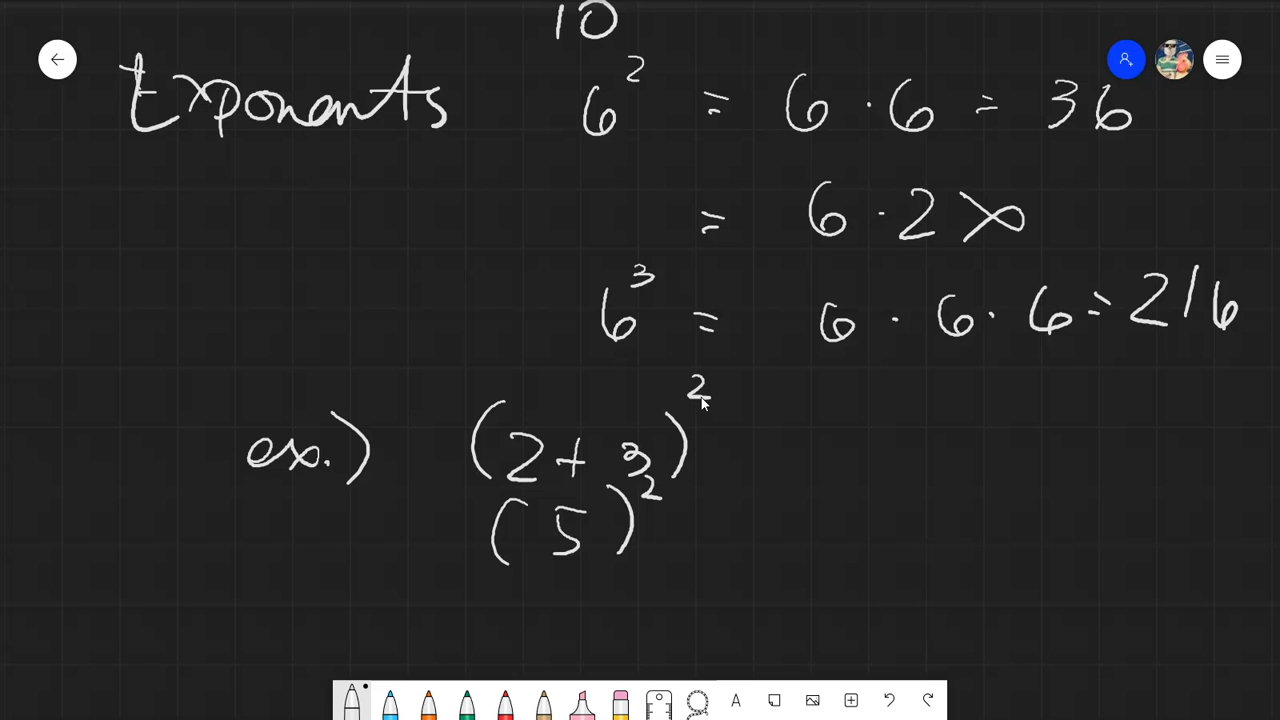 10
Exponents 6² = 6 · 6 = 36
= 6 · 2 X
6³ = 6 · 6 · 6 = 216
ex.) (2 + 3)²
(5)²
A